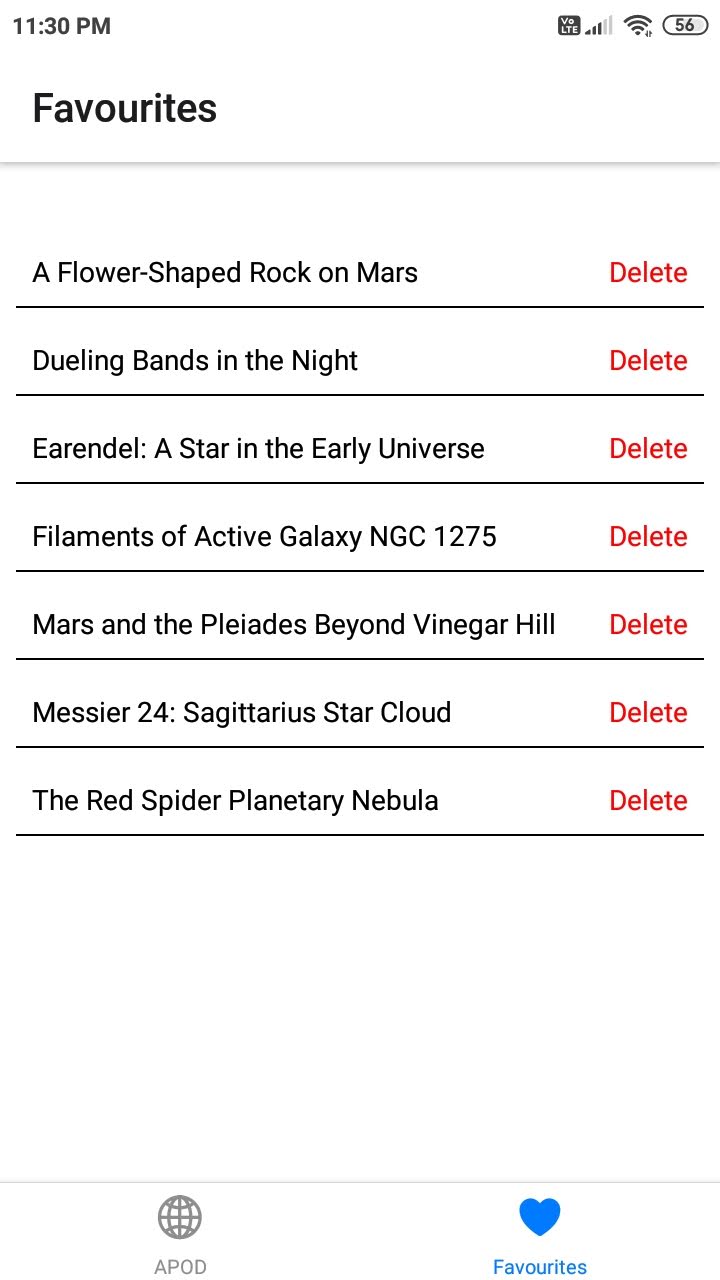 11:30 PM Vo LTE 56
Favourites
A Flower-Shaped Rock on Mars Delete
Dueling Bands in the Night Delete
Earendel: A Star in the Early Universe Delete
Filaments of Active Galaxy NGC 1275 Delete
Mars and the Pleiades Beyond Vinegar Hill Delete
Messier 24: Sagittarius Star Cloud Delete
The Red Spider Planetary Nebula Delete
APOD Favourites